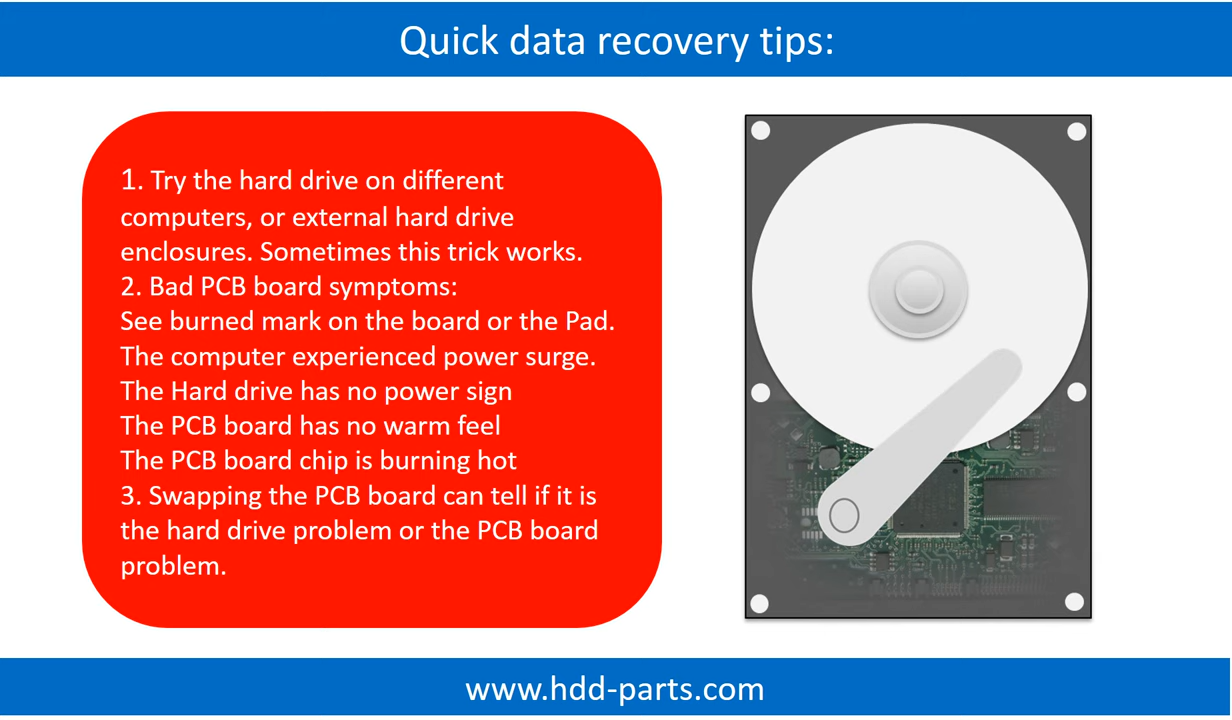 Quick data recovery tips:
1. Try the hard drive on different
computers, or external hard drive
enclosures. Sometimes this trick works.
2. Bad PCB board symptoms:
See burned mark on the board or the Pad.
The computer experienced power surge.
The Hard drive has no power sign
The PCB board has no warm feel
The PCB board chip is burning hot
3. Swapping the PCB board can tell if it is
the hard drive problem or the PCB board
problem.
www.hdd-parts.com